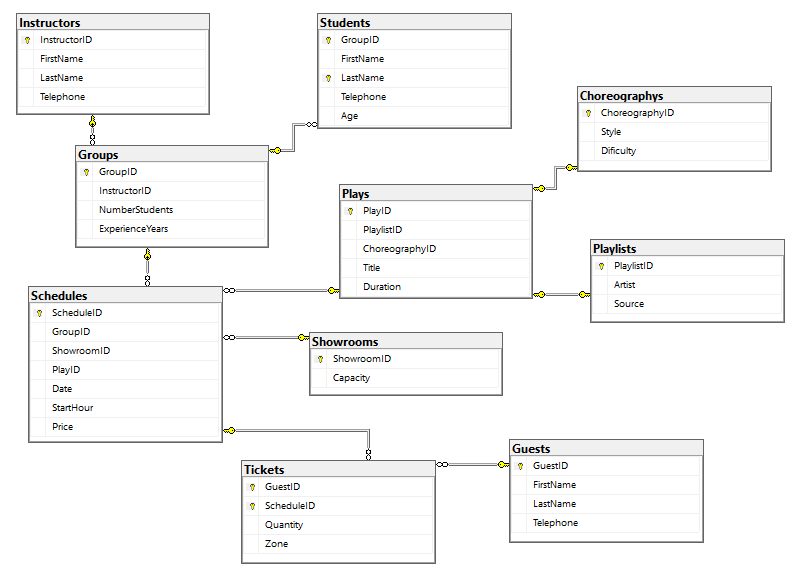 Instructors
InstructorID
FirstName
LastName
Telephone
Students
GroupID
FirstName
LastName
Telephone
Age
Choreographys
ChoreographyID
Style
Dificulty
Groups
GroupID
InstructorID
NumberStudents
ExperienceYears
Plays
PlayID
PlaylistID
ChoreographyID
Title
Duration
Playlists
PlaylistID
Artist
Source
Schedules
ScheduleID
GroupID
ShowroomID
PlayID
Date
StartHour
Price
Showrooms
ShowroomID
Capacity
Tickets
GuestID
ScheduleID
Quantity
Zone
Guests
GuestID
FirstName
LastName
Telephone